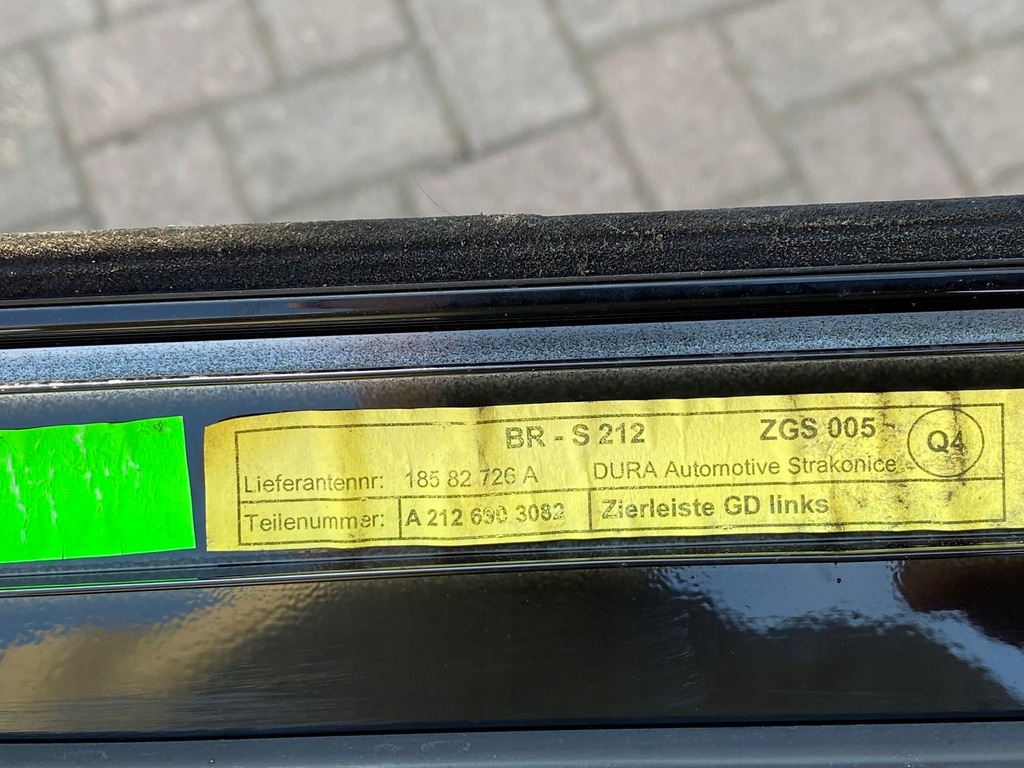 BR - S 212 ZGS 005 Q4
Lieferantennr: 185 82 726 A DURA Automotive Strakonice
Teilenummer: A 212 690 3082 Zierleiste GD links